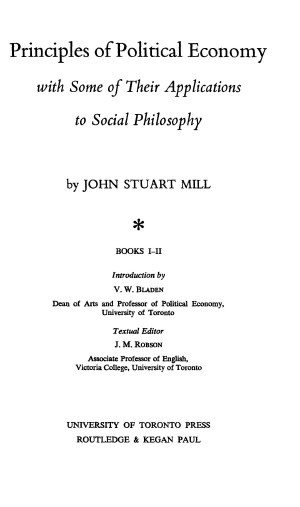 Principles of Political Economy
with Some of Their Applications
to Social Philosophy
by JOHN STUART MILL
*
BOOKS I–II
Introduction by
V. W. BLADEN
Dean of Arts and Professor of Political Economy,
University of Toronto
Textual Editor
J. M. ROBSON
Associate Professor of English,
Victoria College, University of Toronto
UNIVERSITY OF TORONTO PRESS
ROUTLEDGE & KEGAN PAUL